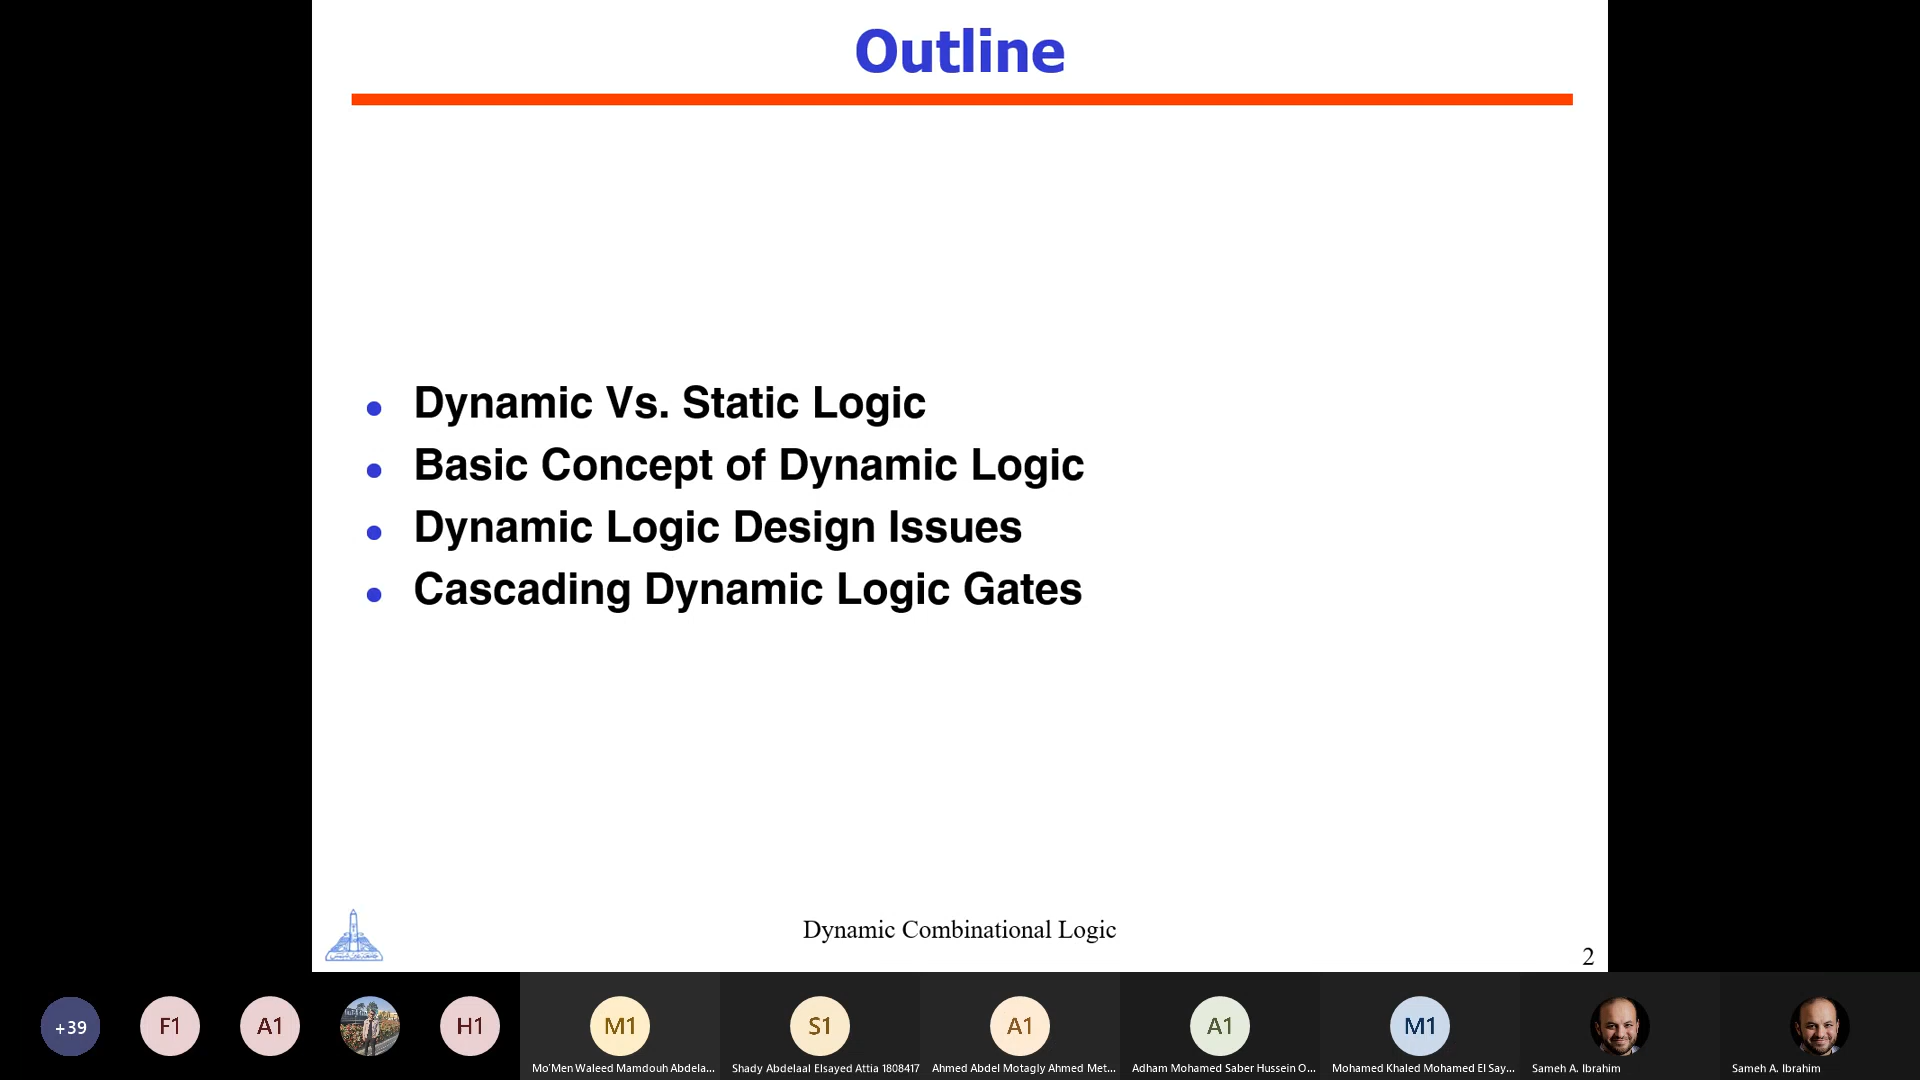 Outline
Dynamic Vs. Static Logic
Basic Concept of Dynamic Logic
Dynamic Logic Design Issues
Cascading Dynamic Logic Gates
Dynamic Combinational Logic
2
+39
F1
A1
H1
M1
S1
A1
A1
M1
Mo'Men Waleed Mamdouh Abdela...
Shady Abdelaal Elsayed Attia 1808417
Ahmed Abdel Motagly Ahmed Met...
Adham Mohamed Saber Hussein O...
Mohamed Khaled Mohamed El Say...
Sameh A. Ibrahim
Sameh A. Ibrahim